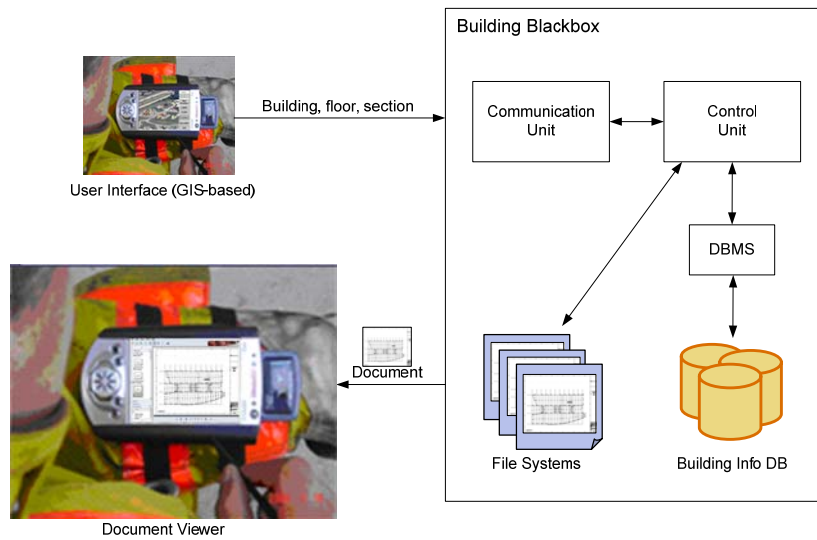 Building Blackbox
Building, floor, section
Communication
Unit
Control
Unit
User Interface (GIS-based)
DBMS
Document
File Systems
Building Info DB
Document Viewer